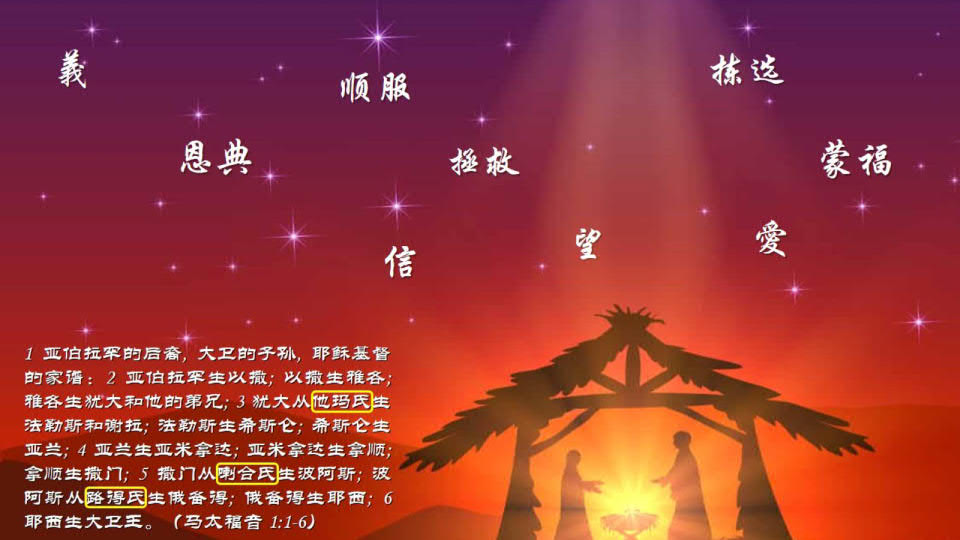 義
顺服
拣选
恩典
拯救
蒙福
信
望
愛
1 亚伯拉罕的后裔，大卫的子孙，耶稣基督
的家谱：2 亚伯拉罕生以撒；以撒生雅各；
雅各生犹大和他的弟兄；3 犹大从他玛氏生
法勒斯和谢拉；法勒斯生希斯仑；希斯仑生
亚兰；4 亚兰生亚米拿达；亚米拿达生拿顺；
拿顺生撒门；5 撒门从喇合氏生波阿斯；波
阿斯从路得氏生俄备得；俄备得生耶西；6
耶西生大卫王。（马太福音 1:1-6）